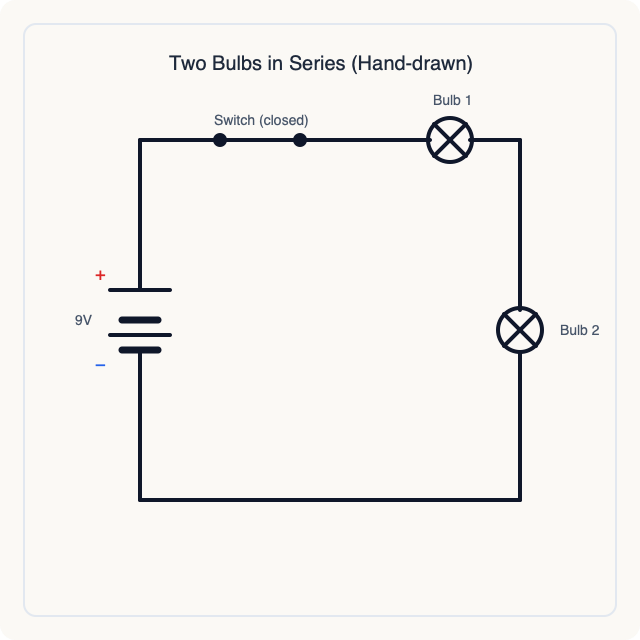 Two Bulbs in Series (Hand-drawn)
Bulb 1
Switch (closed)
+
9V
−
Bulb 2